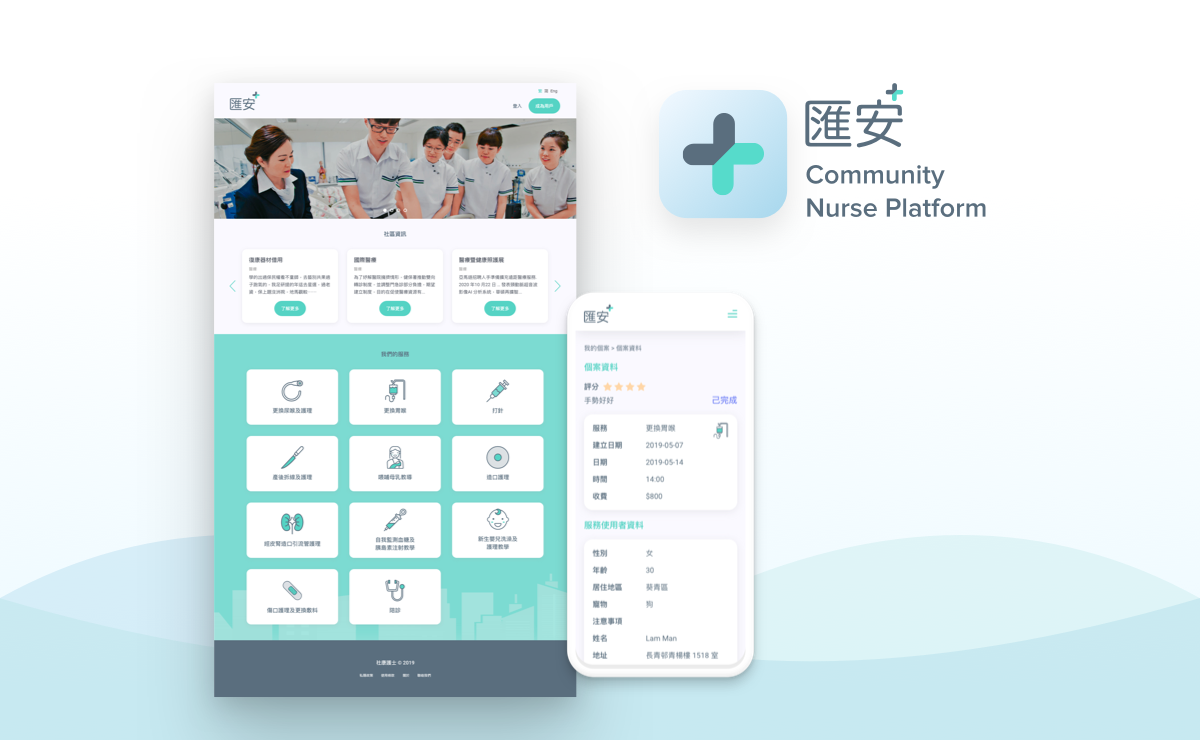 匯安
繁 簡 Eng
登入 成為用戶
社區資訊
復康器材借用
國際醫療
醫療暨健康照護展
了解更多
了解更多
了解更多
我們的服務
更換尿喉及護理
更換胃喉
打針
產後拆線及護理
哺喂母乳教導
造口護理
經皮腎造口引流管護理
自我監測血糖及
胰島素注射教學
新生嬰兒洗澡及
護理教學
傷口護理及更換敷料
陪診
社康護士 © 2019
匯安
我的個案 > 個案資料
個案資料
評分
手勢好好 已完成
服務 更換胃喉
建立日期 2019-05-07
日期 2019-05-14
時間 14:00
收費 $800
服務使用者資料
性別 女
年齡 30
居住地區 葵青區
寵物 狗
注意事項
姓名 Lam Man
地址 長青邨青楊樓 1518 室
匯安
Community
Nurse Platform